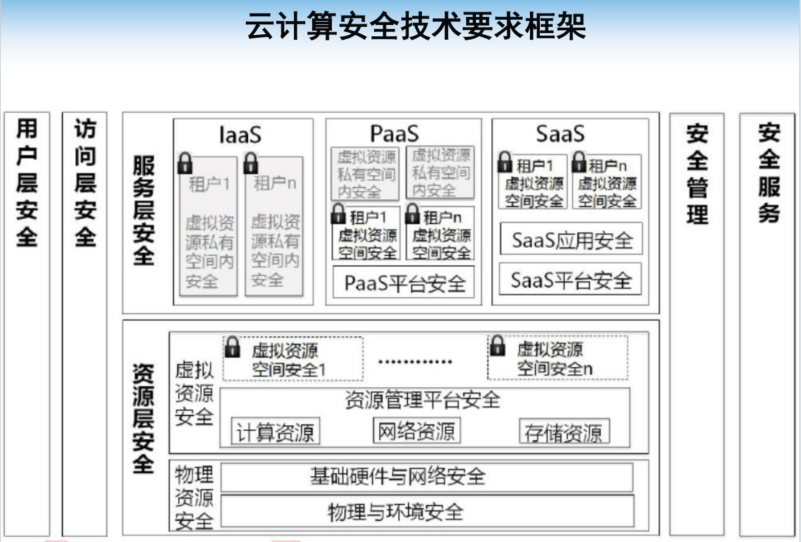 云计算安全技术要求框架
用户层安全
访问层安全
服务层安全
IaaS
租户1
虚拟资
源私有
空间内
安全
租户n
虚拟资
源私有
空间内
安全
PaaS
虚拟资源
私有空间
内安全
虚拟资源
私有空间
内安全
租户1
虚拟资源
空间安全
租户n
虚拟资源
空间安全
PaaS平台安全
SaaS
租户1
虚拟资源
空间安全
租户n
虚拟资源
空间安全
SaaS应用安全
SaaS平台安全
资源层安全
虚拟
资源
安全
虚拟资源
空间安全1
…………
虚拟资源
空间安全n
资源管理平台安全
计算资源
网络资源
存储资源
物理
资源
安全
基础硬件与网络安全
物理与环境安全
安全管理
安全服务